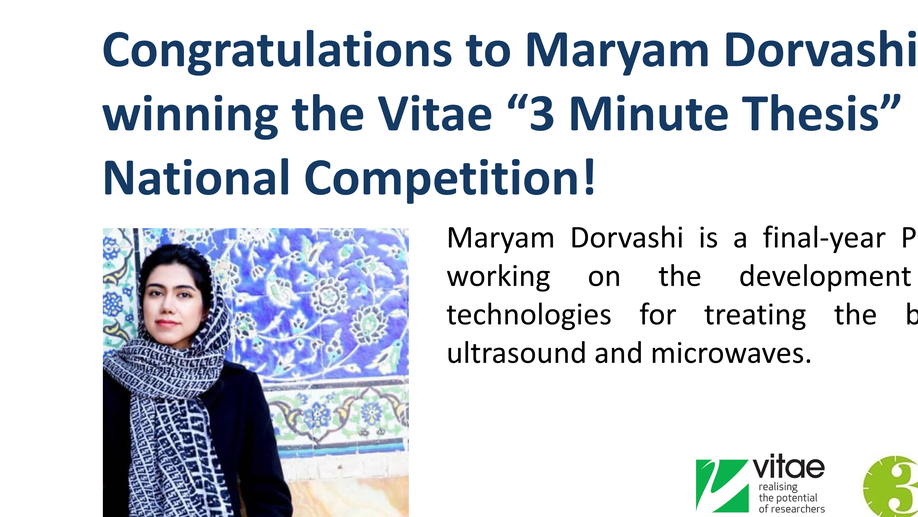 Congratulations to Maryam Dorvashi
winning the Vitae “3 Minute Thesis”
National Competition!
Maryam Dorvashi is a final-year P
working on the development
technologies for treating the b
ultrasound and microwaves.
vitae
realising
the potential
of researchers
3